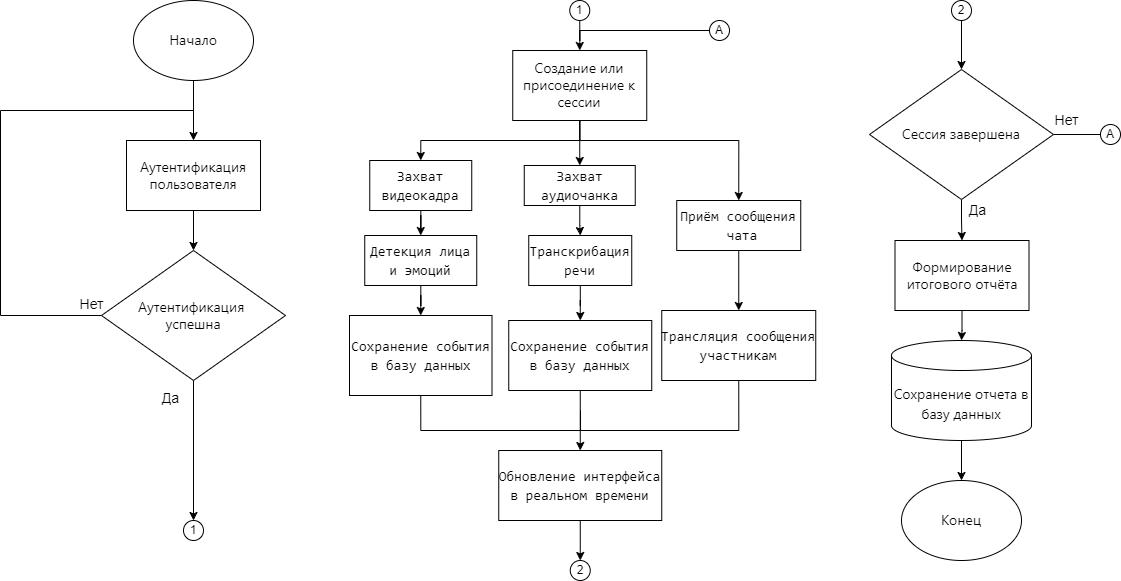 Начало
Аутентификация
пользователя
Аутентификация
успешна
Нет
Да
1
1
A
Создание или
присоединение к
сессии
Захват
видеокадра
Захват
аудиочанка
Приём сообщения
чата
Детекция лица
и эмоций
Транскрибация
речи
Сохранение события
в базу данных
Сохранение события
в базу данных
Трансляция сообщения
участникам
Обновление интерфейса
в реальном времени
2
2
Сессия завершена
Нет
A
Да
Формирование
итогового отчёта
Сохранение отчета в
базу данных
Конец